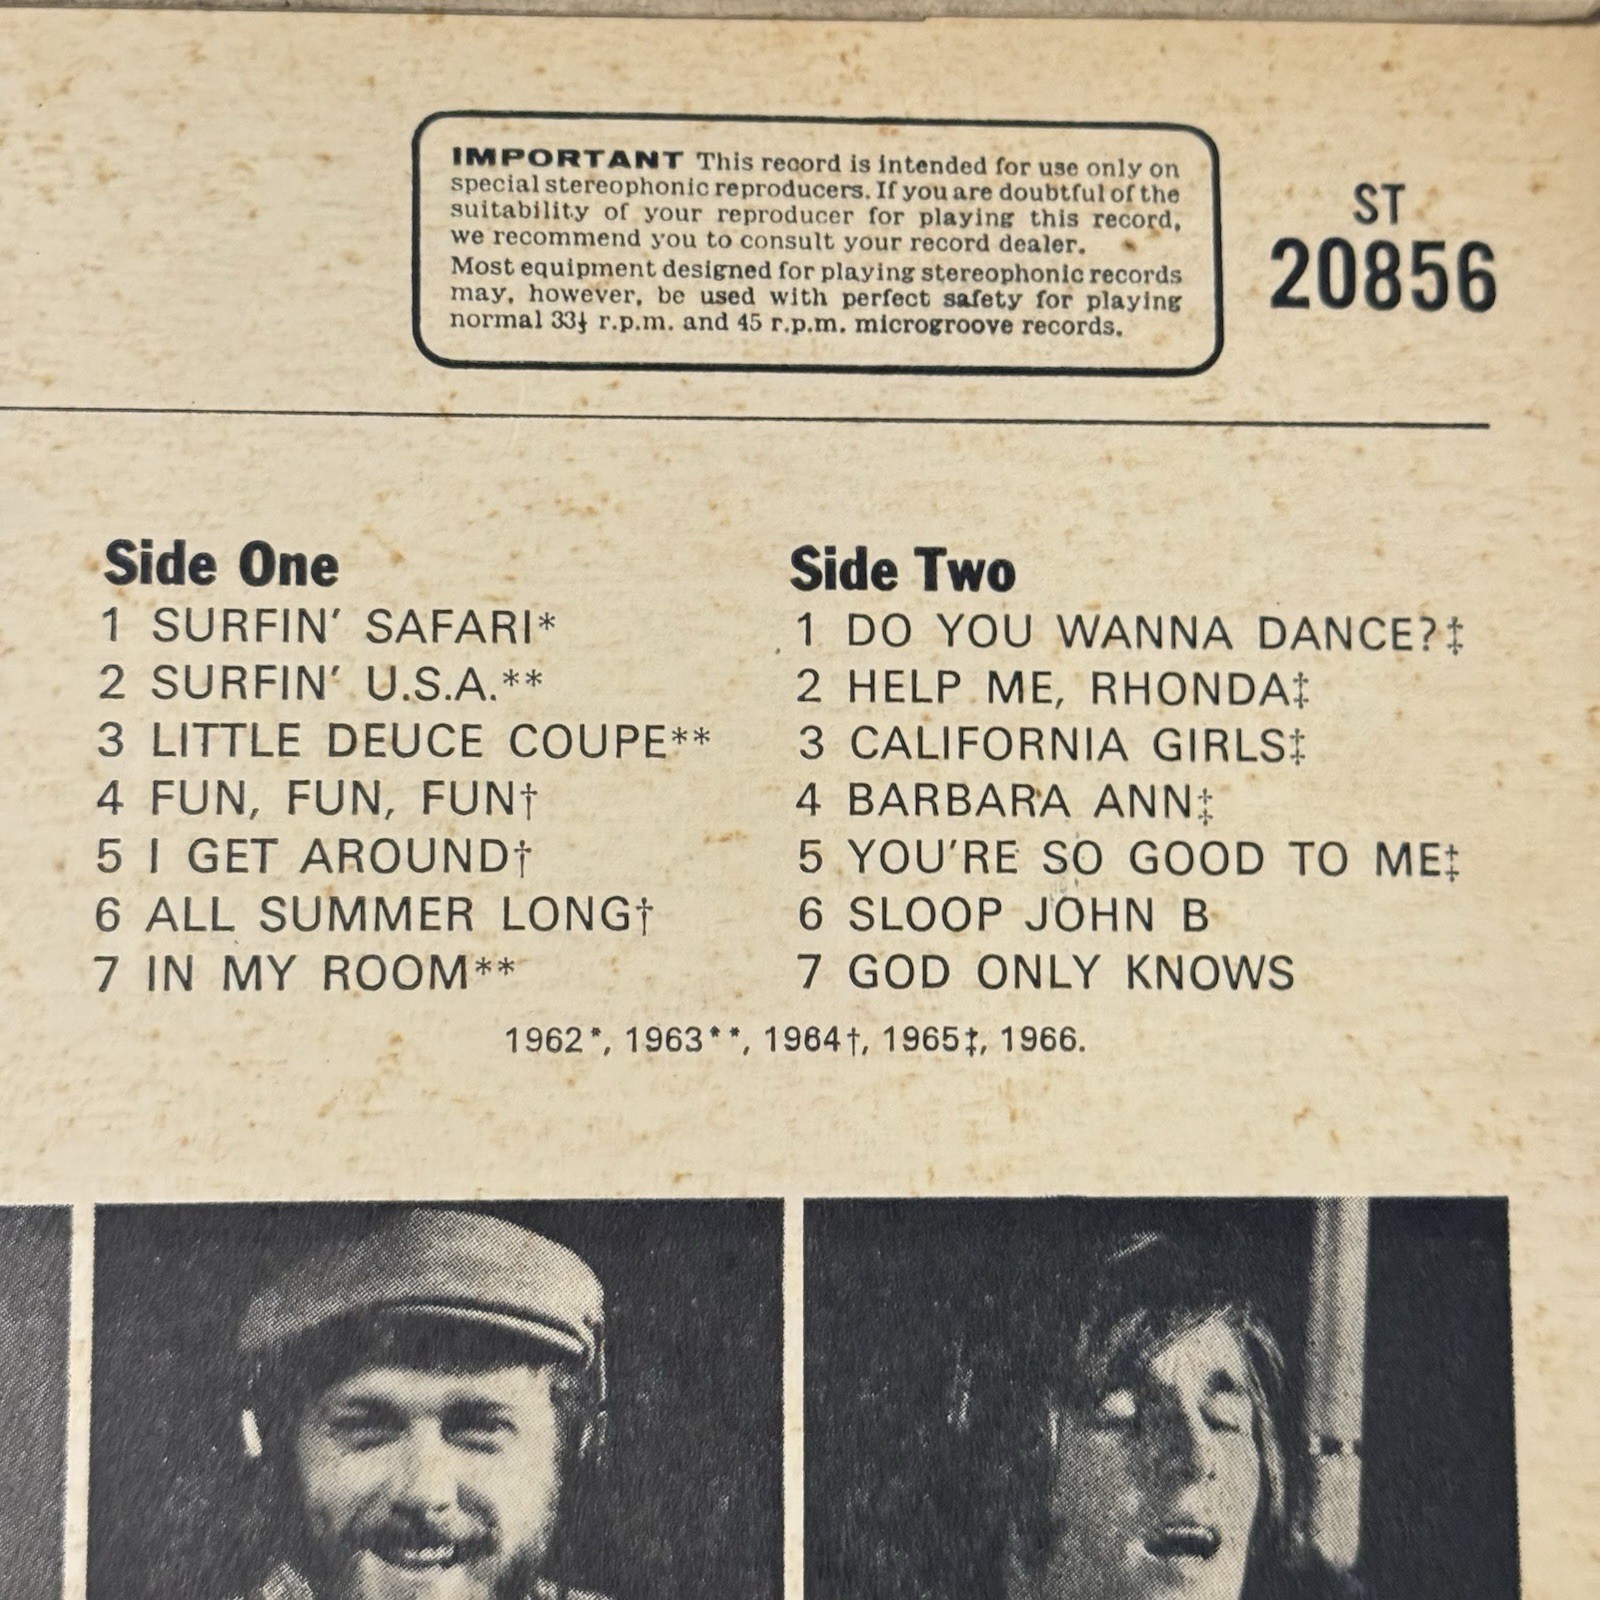 IMPORTANT This record is intended for use only on
special stereophonic reproducers. If you are doubtful of the
suitability of your reproducer for playing this record,
we recommend you to consult your record dealer.
Most equipment designed for playing stereophonic records
may, however, be used with perfect safety for playing
normal 33⅓ r.p.m. and 45 r.p.m. microgroove records.
ST
20856
Side One
1 SURFIN’ SAFARI*
2 SURFIN’ U.S.A.**
3 LITTLE DEUCE COUPE**
4 FUN, FUN, FUN†
5 I GET AROUND†
6 ALL SUMMER LONG†
7 IN MY ROOM**
Side Two
1 DO YOU WANNA DANCE?‡
2 HELP ME, RHONDA‡
3 CALIFORNIA GIRLS‡
4 BARBARA ANN‡
5 YOU’RE SO GOOD TO ME‡
6 SLOOP JOHN B
7 GOD ONLY KNOWS
1962*, 1963**, 1964†, 1965‡, 1966.